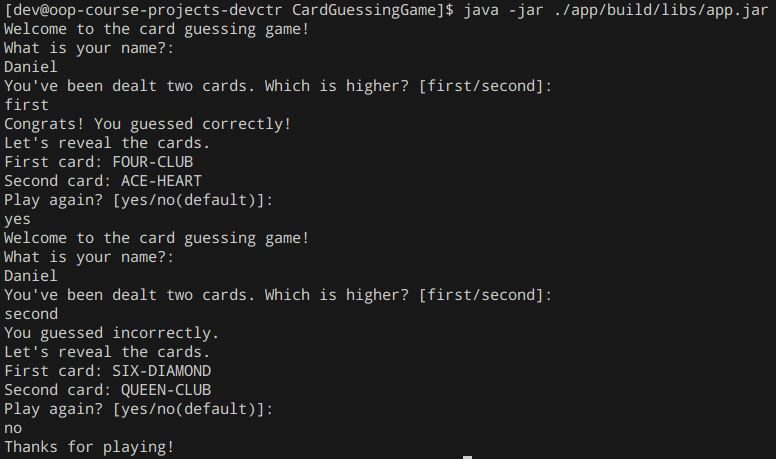 [dev@oop-course-projects-devctr CardGuessingGame]$ java -jar ./app/build/libs/app.jar
Welcome to the card guessing game!
What is your name?:
Daniel
You've been dealt two cards. Which is higher? [first/second]:
first
Congrats! You guessed correctly!
Let's reveal the cards.
First card: FOUR-CLUB
Second card: ACE-HEART
Play again? [yes/no(default)]:
yes
Welcome to the card guessing game!
What is your name?:
Daniel
You've been dealt two cards. Which is higher? [first/second]:
second
You guessed incorrectly.
Let's reveal the cards.
First card: SIX-DIAMOND
Second card: QUEEN-CLUB
Play again? [yes/no(default)]:
no
Thanks for playing!